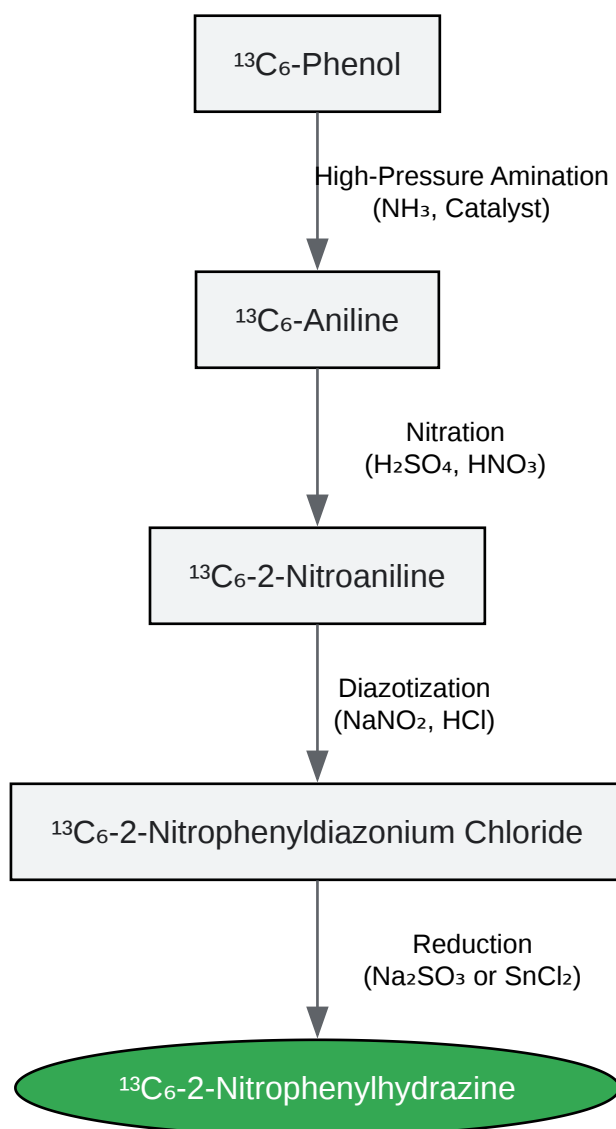 ¹³C₆-Phenol
High-Pressure Amination
(NH₃, Catalyst)
¹³C₆-Aniline
Nitration
(H₂SO₄, HNO₃)
¹³C₆-2-Nitroaniline
Diazotization
(NaNO₂, HCl)
¹³C₆-2-Nitrophenyldiazonium Chloride
Reduction
(Na₂SO₃ or SnCl₂)
¹³C₆-2-Nitrophenylhydrazine